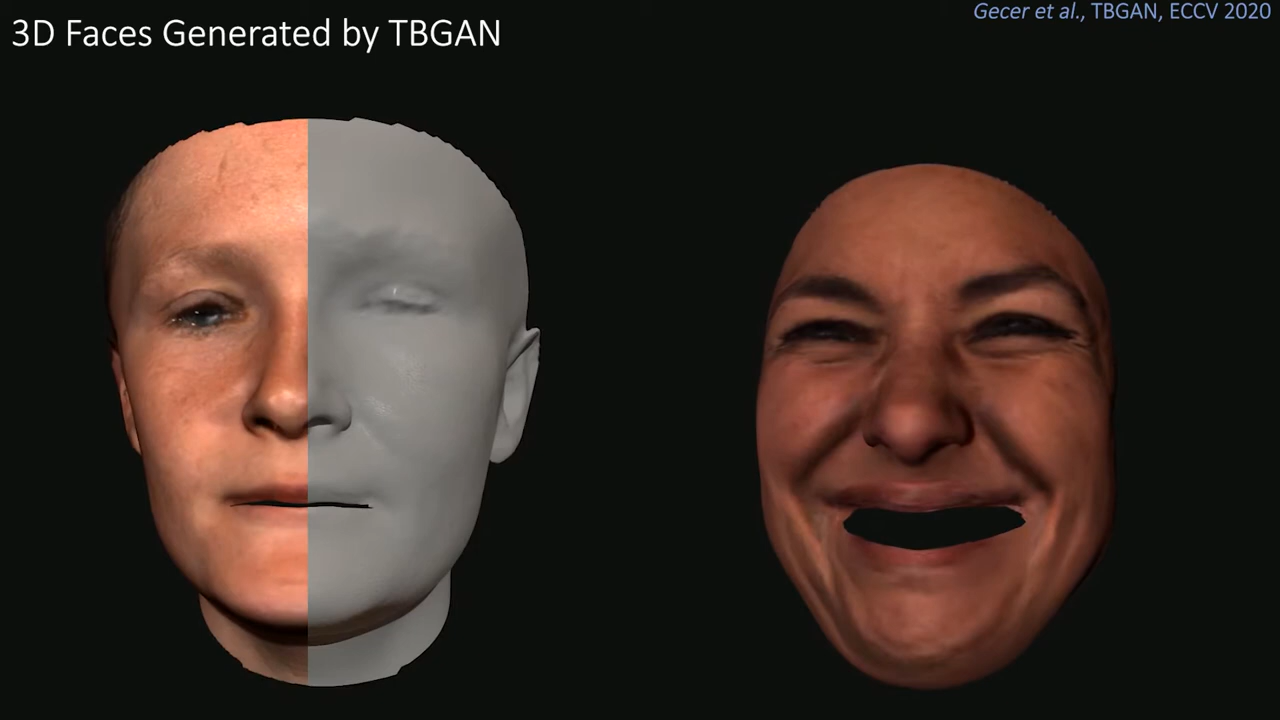 3D Faces Generated by TBGAN
Gecer et al., TBGAN, ECCV 2020